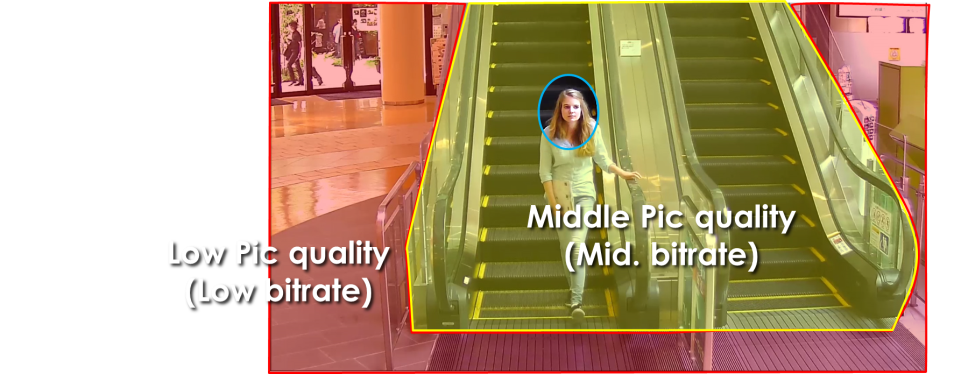 Middle Pic quality
(Mid. bitrate)
Low Pic quality
(Low bitrate)